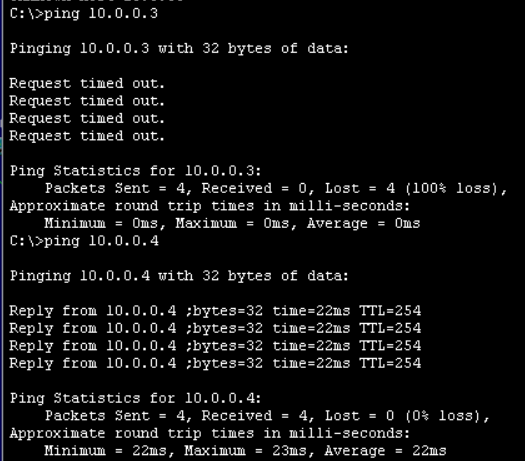 C:\>ping 10.0.0.3
Pinging 10.0.0.3 with 32 bytes of data:
Request timed out.
Request timed out.
Request timed out.
Request timed out.
Ping Statistics for 10.0.0.3:
Packets Sent = 4, Received = 0, Lost = 4 (100% loss),
Approximate round trip times in milli-seconds:
Minimum = 0ms, Maximum = 0ms, Average = 0ms
C:\>ping 10.0.0.4
Pinging 10.0.0.4 with 32 bytes of data:
Reply from 10.0.0.4 ;bytes=32 time=22ms TTL=254
Reply from 10.0.0.4 ;bytes=32 time=22ms TTL=254
Reply from 10.0.0.4 ;bytes=32 time=22ms TTL=254
Reply from 10.0.0.4 ;bytes=32 time=22ms TTL=254
Ping Statistics for 10.0.0.4:
Packets Sent = 4, Received = 4, Lost = 0 (0% loss),
Approximate round trip times in milli-seconds:
Minimum = 22ms, Maximum = 23ms, Average = 22ms